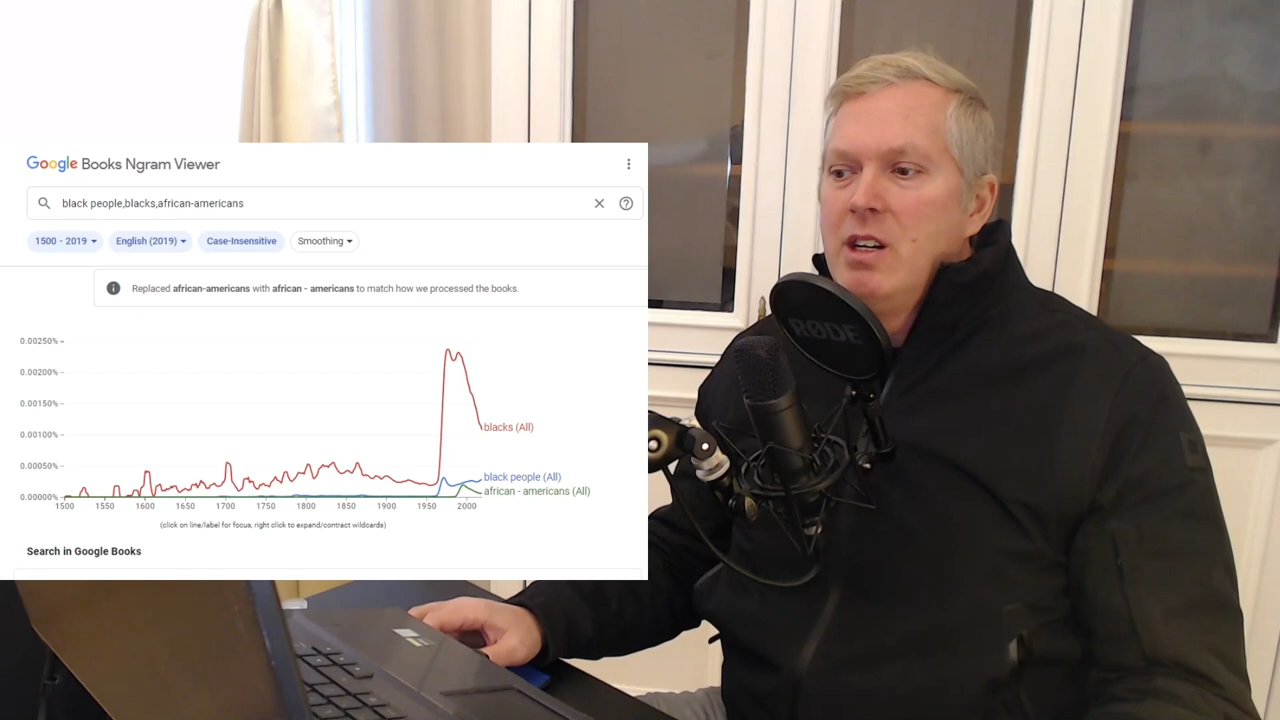 Google Books Ngram Viewer
black people,blacks,african-americans
1500 - 2019 English (2019) Case-Insensitive Smoothing
Replaced african-americans with african - americans to match how we processed the books.
0.00250%
0.00200%
0.00150%
0.00100%
0.00050%
0.00000%
blacks (All)
black people (All)
african - americans (All)
1500 1550 1600 1650 1700 1750 1800 1850 1900 1950 2000
(click on line/label for focus, right click to expand/contract wildcards)
Search in Google Books
RØDE